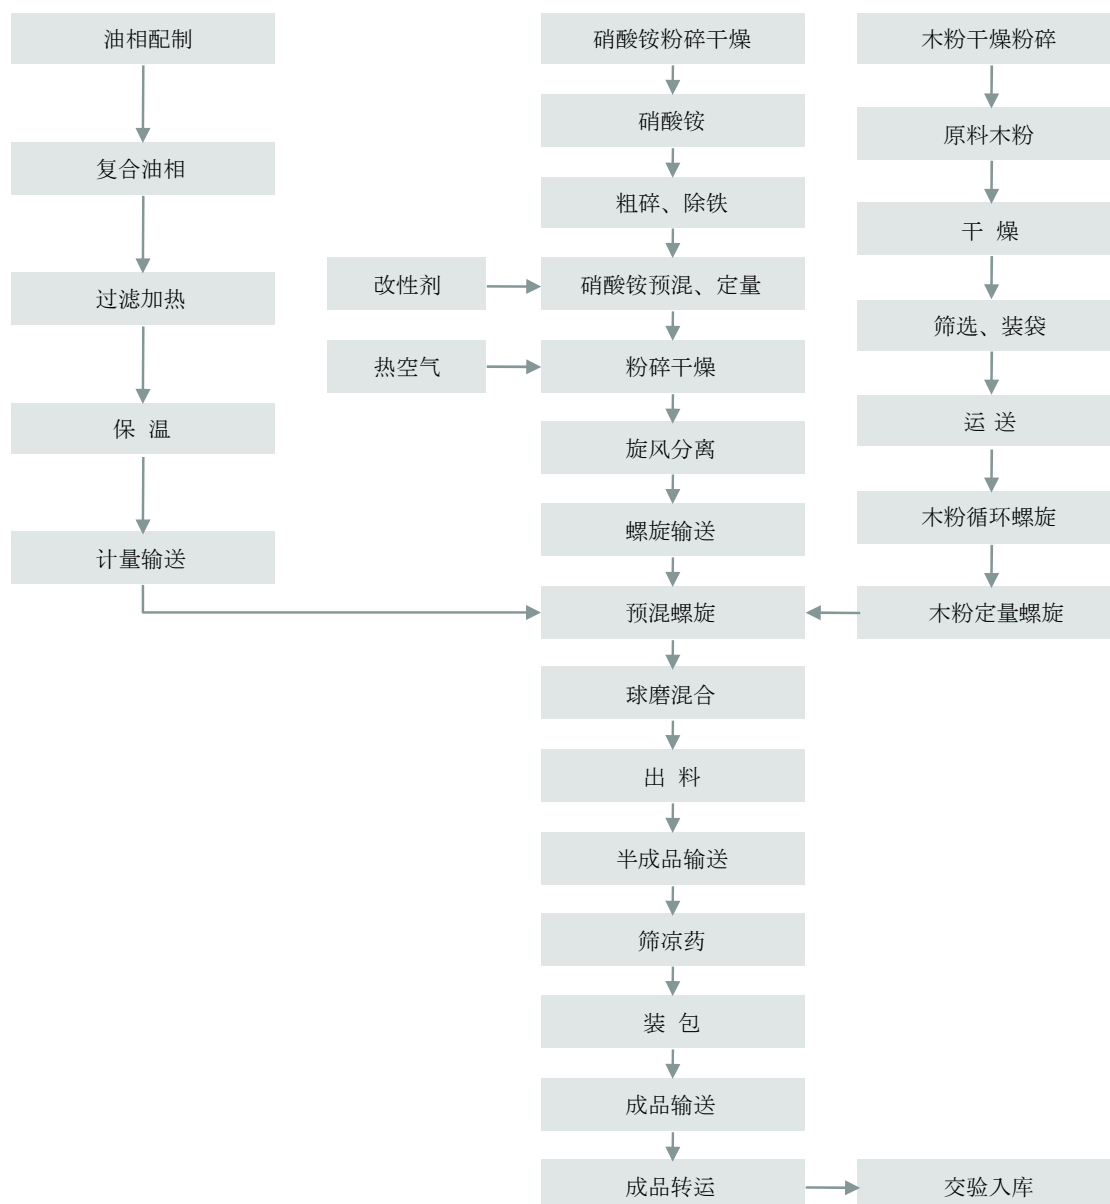 油相配制
复合油相
过滤加热
保 温
计量输送
改性剂
热空气
硝酸铵粉碎干燥
硝酸铵
粗碎、除铁
硝酸铵预混、定量
粉碎干燥
旋风分离
螺旋输送
预混螺旋
球磨混合
出 料
半成品输送
筛凉药
装 包
成品输送
成品转运
木粉干燥粉碎
原料木粉
干 燥
筛选、装袋
运 送
木粉循环螺旋
木粉定量螺旋
交验入库